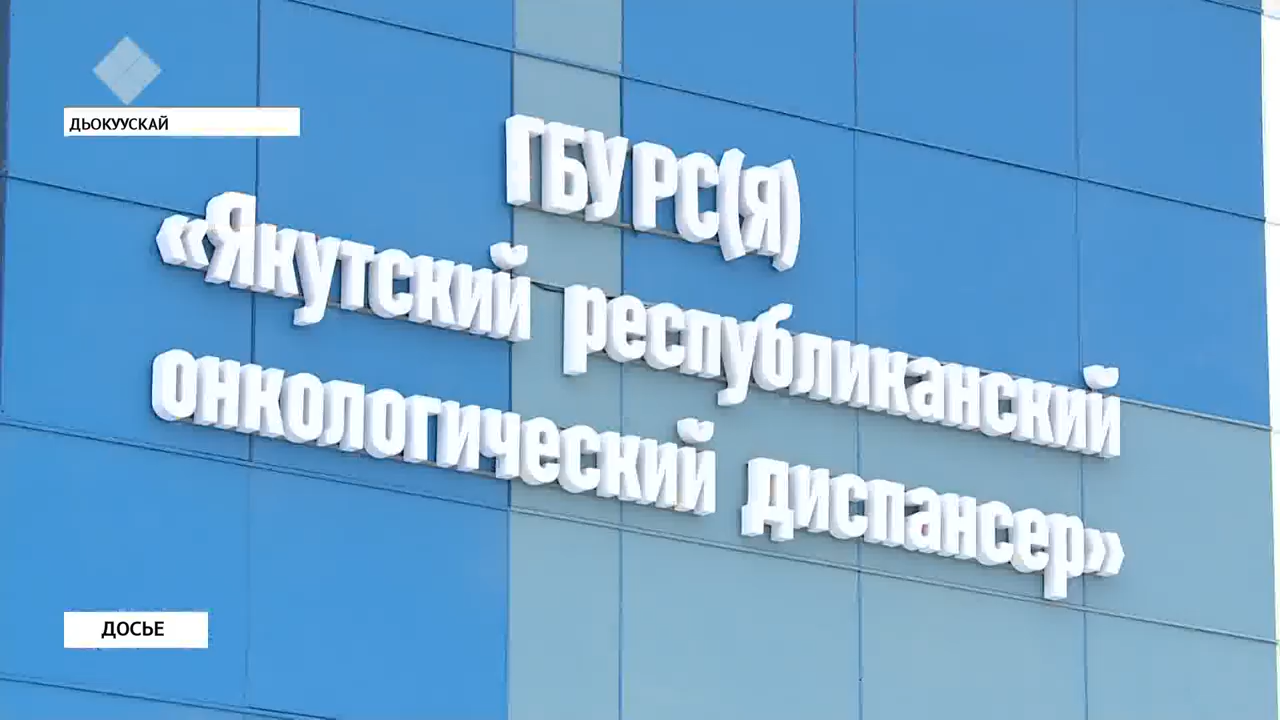 ДЬОКУУСКАЙ
ГБУ РС(Я)
«Якутский республиканский
онкологический диспансер»
ДОСЬЕ